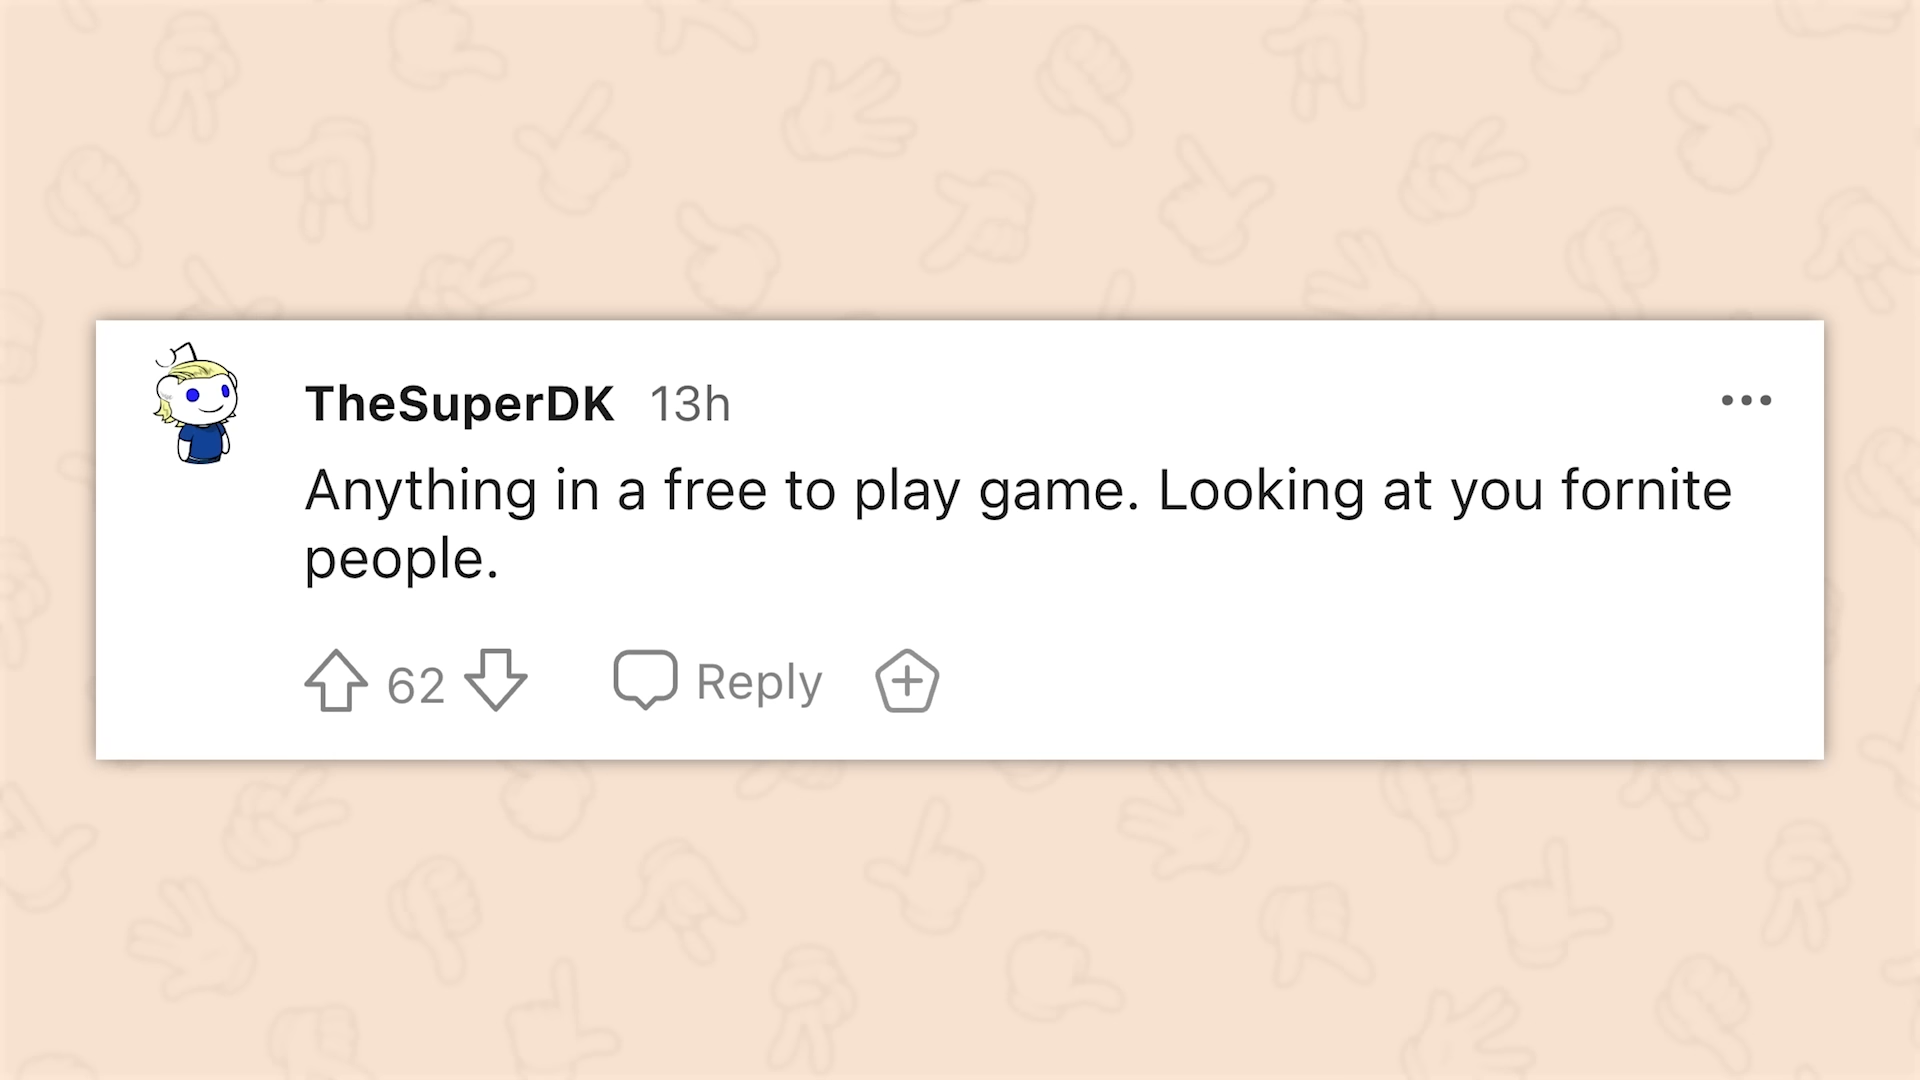 TheSuperDK 13h
Anything in a free to play game. Looking at you fornite
people.
62 Reply